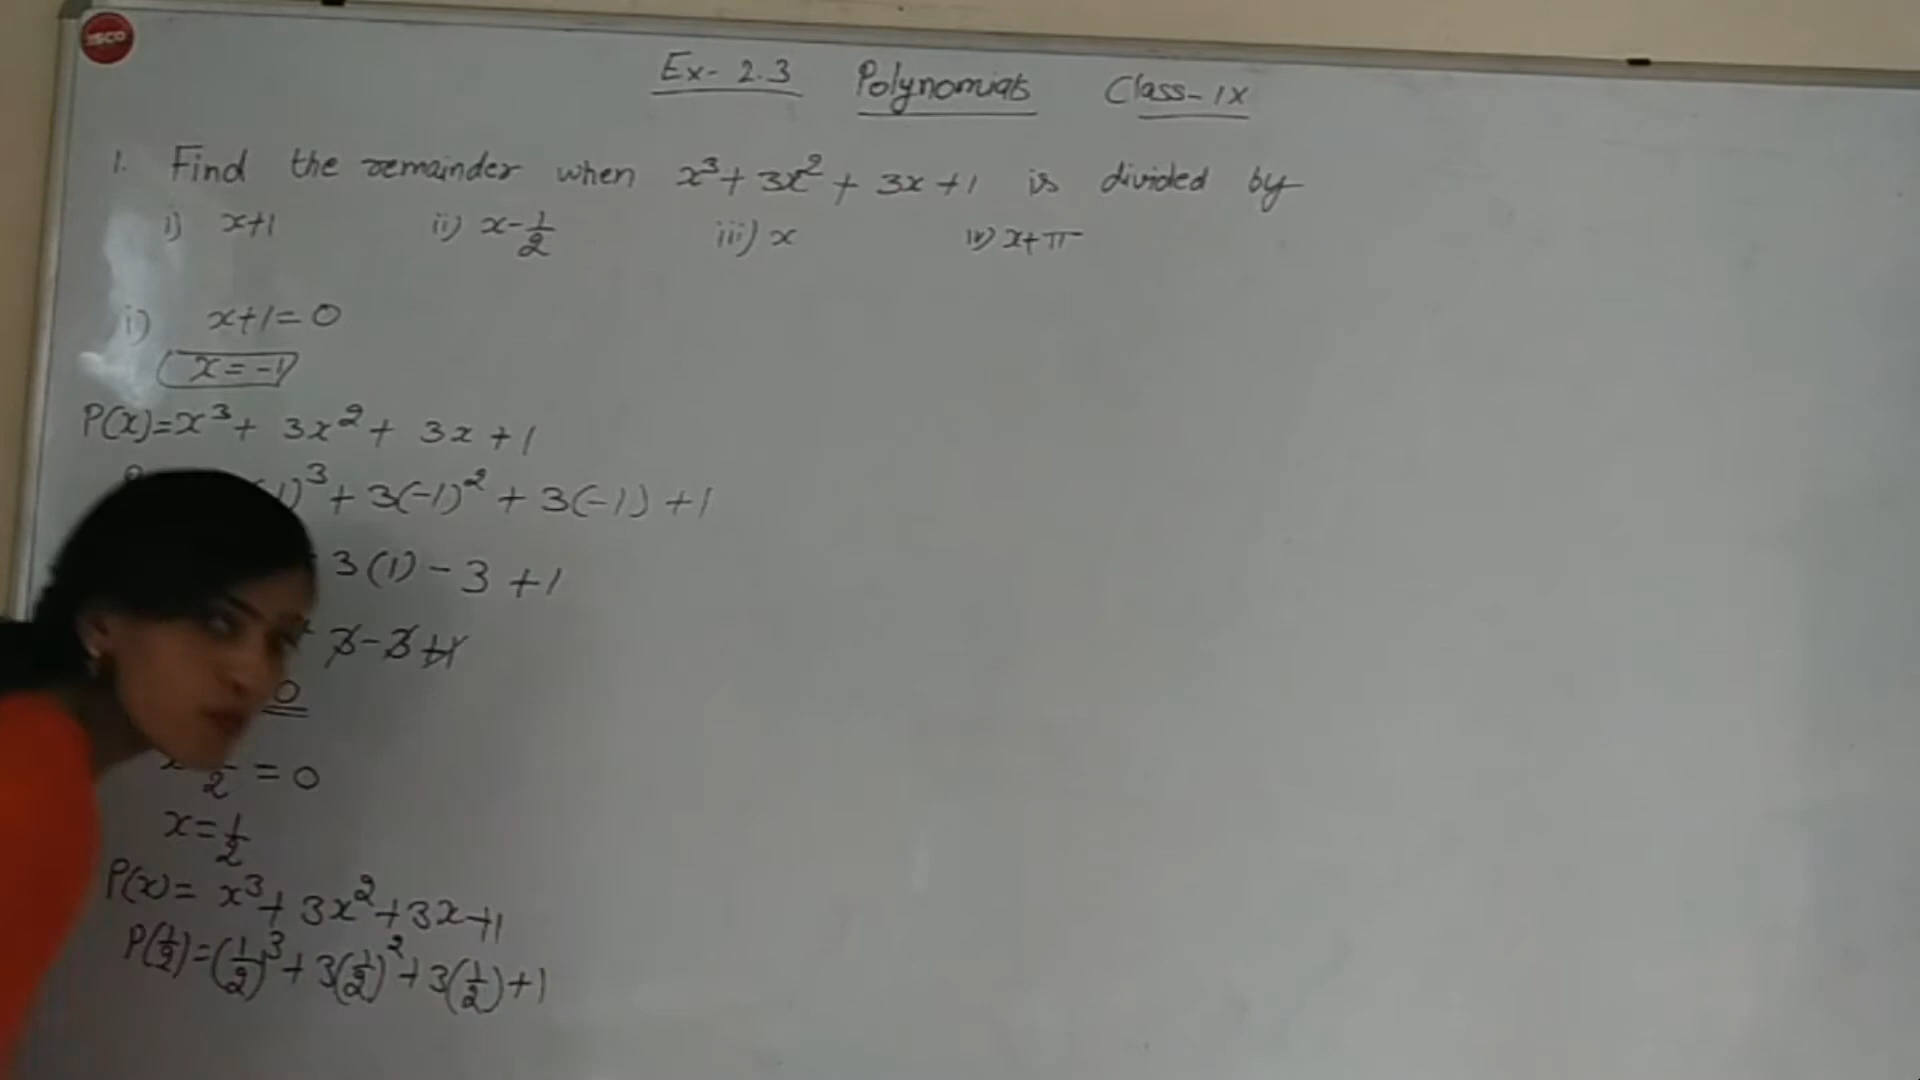 Ex- 2.3 Polynomials Class-IX
1. Find the remainder when x³+ 3x² + 3x +1 is divided by
i) x+1 ii) x-1/2 iii) x iv) x+π
i) x+1=0
x=-1
P(x)=x³+ 3x²+ 3x+1
1)³+ 3(-1)² + 3(-1) +1
3(1)-3 +1
3-3+1
0
2 =0
x=1/2
P(x)= x³+ 3x²+3x+1
P(1/2)=(1/2)³+ 3(1/2)²+ 3(1/2)+1